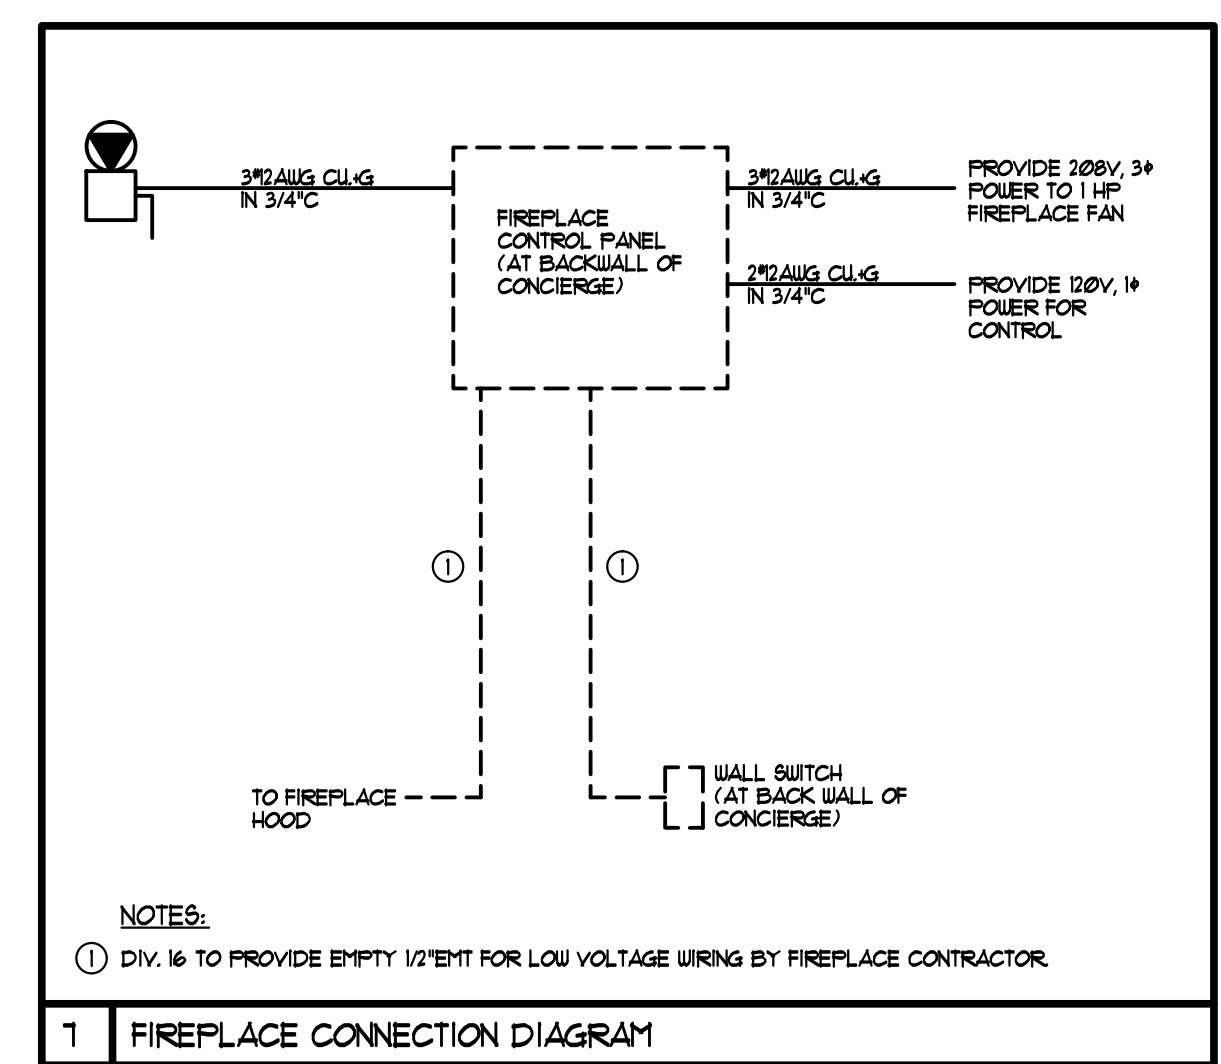 3#12AWG CU.+G
IN 3/4"C
FIREPLACE
CONTROL PANEL
(AT BACKWALL OF
CONCIERGE)
3#12AWG CU.+G
IN 3/4"C
PROVIDE 208V, 3ϕ
POWER TO 1 HP
FIREPLACE FAN
2#12AWG CU.+G
IN 3/4"C
PROVIDE 120V, 1ϕ
POWER FOR
CONTROL
1
1
TO FIREPLACE
HOOD
WALL SWITCH
(AT BACK WALL OF
CONCIERGE)
NOTES:
1 DIV. 16 TO PROVIDE EMPTY 1/2"EMT FOR LOW VOLTAGE WIRING BY FIREPLACE CONTRACTOR.
7 FIREPLACE CONNECTION DIAGRAM